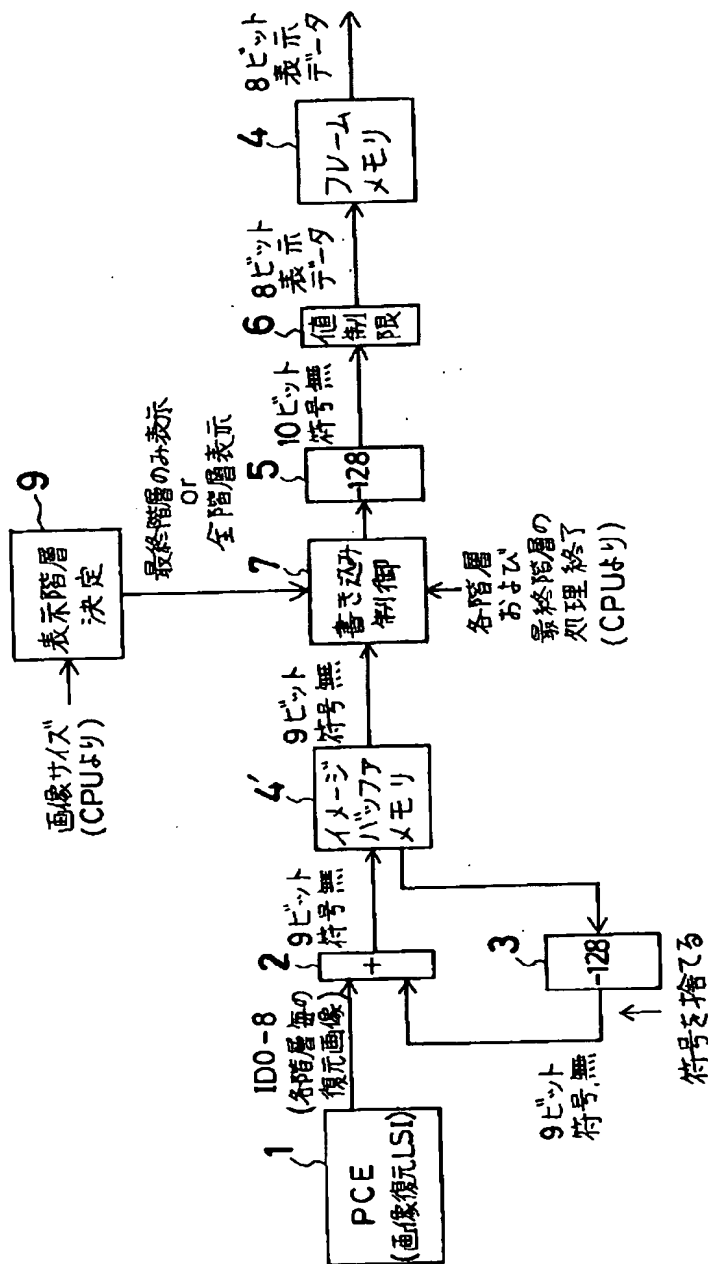 1
PCE
(画像復元LSI)
ID0-8
(各階層毎の
復元画像)
2
+
9ビット
符号無
3
-128
9ビット
符号無
符号を捨てる
4'
イメージ
バッファ
メモリ
9ビット
符号無
画像サイズ
(CPUより)
9
表示階層
決定
最終階層のみ表示
or
全階層表示
7
書き込み
制御
各階層
および
最終階層の
処理終了
(CPUより)
5
-128
10ビット
符号無
6
値制限
8ビット
表示
データ
4
フレーム
メモリ
8ビット
表示
データ